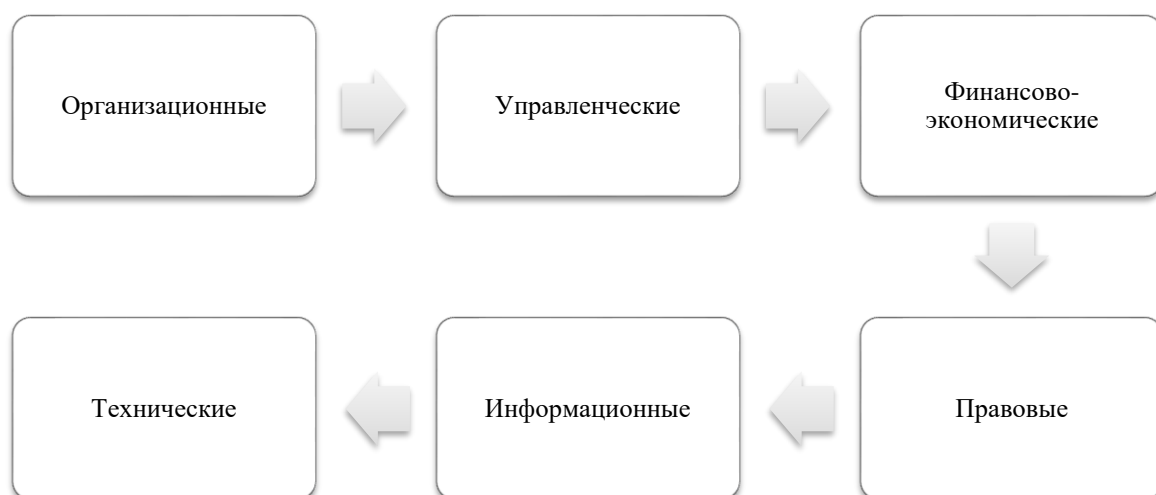 Организационные
Управленческие
Финансово-
экономические
Правовые
Информационные
Технические